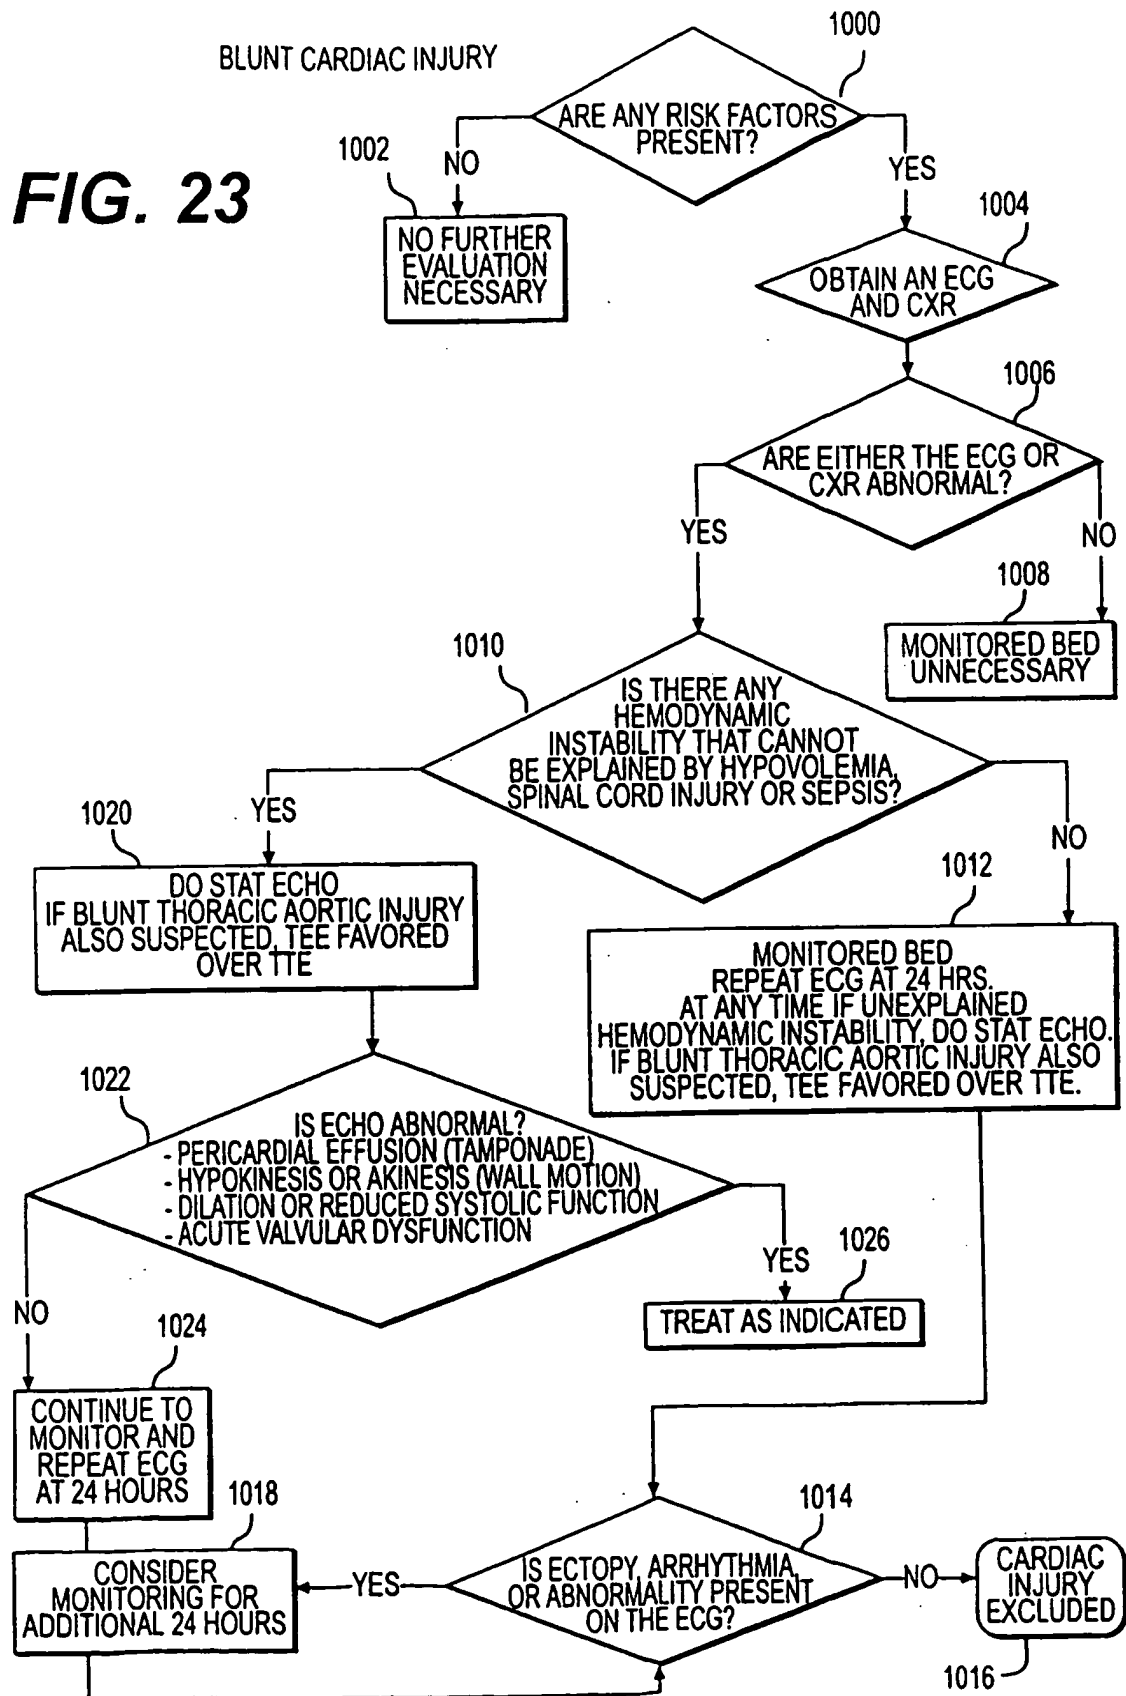 BLUNT CARDIAC INJURY
FIG. 23
1000
ARE ANY RISK FACTORS
PRESENT?
NO
YES
1002
NO FURTHER
EVALUATION
NECESSARY
1004
OBTAIN AN ECG
AND CXR
1006
ARE EITHER THE ECG OR
CXR ABNORMAL?
YES
NO
1008
MONITORED BED
UNNECESSARY
1010
IS THERE ANY
HEMODYNAMIC
INSTABILITY THAT CANNOT
BE EXPLAINED BY HYPOVOLEMIA,
SPINAL CORD INJURY OR SEPSIS?
YES
NO
1020
DO STAT ECHO
IF BLUNT THORACIC AORTIC INJURY
ALSO SUSPECTED, TEE FAVORED
OVER TTE
1012
MONITORED BED
REPEAT ECG AT 24 HRS.
AT ANY TIME IF UNEXPLAINED
HEMODYNAMIC INSTABILITY, DO STAT ECHO.
IF BLUNT THORACIC AORTIC INJURY ALSO
SUSPECTED, TEE FAVORED OVER TTE.
1022
IS ECHO ABNORMAL?
- PERICARDIAL EFFUSION (TAMPONADE)
- HYPOKINESIS OR AKINESIS (WALL MOTION)
- DILATION OR REDUCED SYSTOLIC FUNCTION
- ACUTE VALVULAR DYSFUNCTION
NO
YES
1026
TREAT AS INDICATED
1024
CONTINUE TO
MONITOR AND
REPEAT ECG
AT 24 HOURS
1018
CONSIDER
MONITORING FOR
ADDITIONAL 24 HOURS
YES
1014
IS ECTOPY, ARRHYTHMIA,
OR ABNORMALITY PRESENT
ON THE ECG?
NO
CARDIAC
INJURY
EXCLUDED
1016